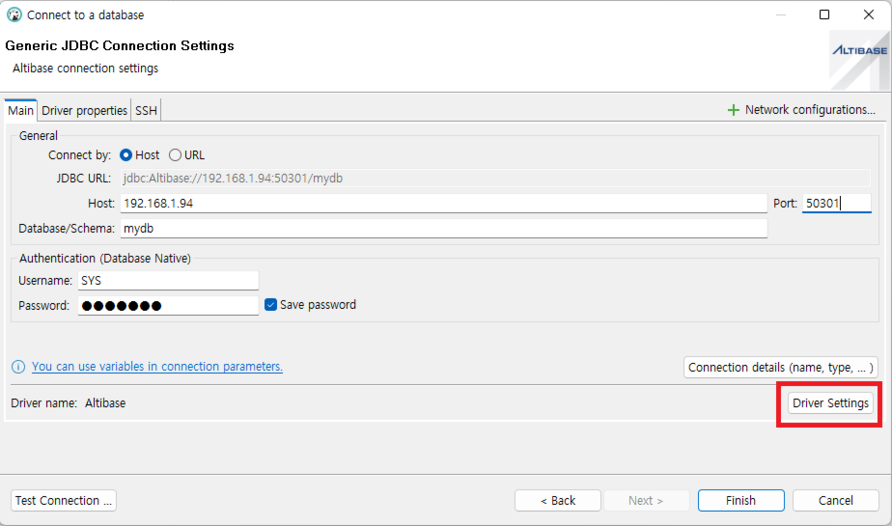 Connect to a database
Generic JDBC Connection Settings
Altibase connection settings
ALTIBASE
Main Driver properties SSH + Network configurations...
General
Connect by: Host URL
JDBC URL: jdbc:Altibase://192.168.1.94:50301/mydb
Host: 192.168.1.94 Port: 50301
Database/Schema: mydb
Authentication (Database Native)
Username: SYS
Password: ●●●●●●● Save password
You can use variables in connection parameters.
Connection details (name, type, ... )
Driver name: Altibase Driver Settings
Test Connection ... < Back Next > Finish Cancel